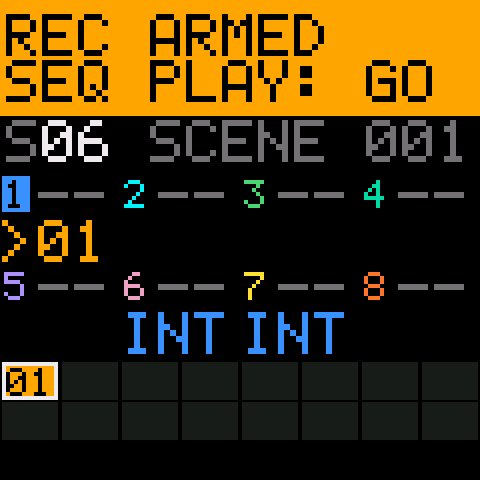 REC ARMED
SEQ PLAY: GO
S06 SCENE 001
1-- 2-- 3-- 4--
>01
5-- 6-- 7-- 8--
INT INT
01